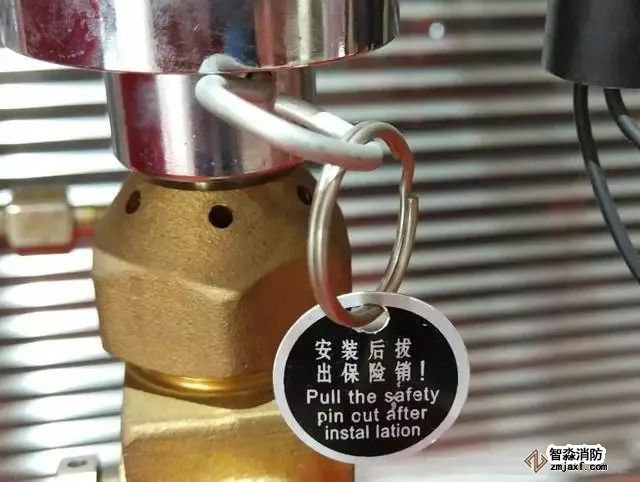 安装后拔
出保险销！
Pull the safety
pin cut after
instal lation
智淼消防
zmjaxf.com